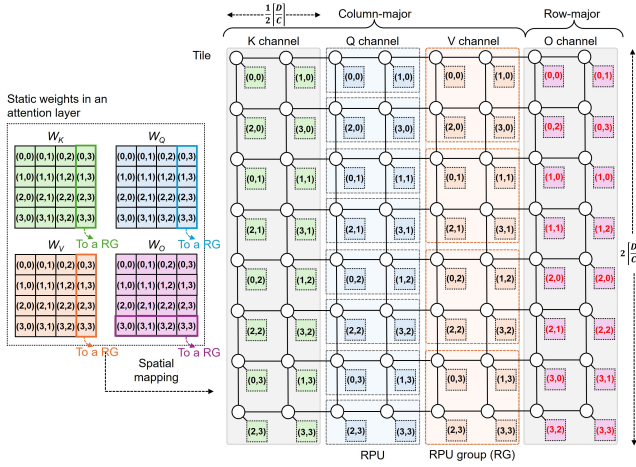 1/2 ⌈D/C⌉
Column-major
Row-major
K channel
Q channel
V channel
O channel
Tile
(0,0) (1,0) (0,0) (1,0) (0,0) (1,0) (0,0) (0,1)
(2,0) (3,0) (2,0) (3,0) (2,0) (3,0) (0,2) (0,3)
(0,1) (1,1) (0,1) (1,1) (0,1) (1,1) (1,0) (1,0)
(2,1) (3,1) (2,1) (3,1) (2,1) (3,1) (1,1) (1,2)
(0,2) (1,2) (0,2) (1,2) (0,2) (1,2) (2,0) (2,0)
(2,2) (3,2) (2,2) (3,2) (2,2) (3,2) (2,1) (2,2)
(0,3) (1,3) (0,3) (1,3) (0,3) (1,3) (3,0) (3,1)
(2,3) (3,3) (2,3) (3,3) (2,3) (3,3) (3,2) (3,3)
2 ⌈D/C⌉
RPU
RPU group (RG)
Static weights in an
attention layer
W_K
(0,0) (0,1) (0,2) (0,3)
(1,0) (1,1) (1,2) (1,3)
(2,0) (2,1) (2,2) (2,3)
(3,0) (3,1) (3,2) (3,3)
To a RG
W_Q
(0,0) (0,1) (0,2) (0,3)
(1,0) (1,1) (1,2) (1,3)
(2,0) (2,1) (2,2) (2,3)
(3,0) (3,1) (3,2) (3,3)
To a RG
W_V
(0,0) (0,1) (0,2) (0,3)
(1,0) (1,1) (1,2) (1,3)
(2,0) (2,1) (2,2) (2,3)
(3,0) (3,1) (3,2) (3,3)
To a RG
W_O
(0,0) (0,1) (0,2) (0,3)
(1,0) (1,1) (1,2) (1,3)
(2,0) (2,1) (2,2) (2,3)
(3,0) (3,1) (3,2) (3,3)
To a RG
Spatial
mapping